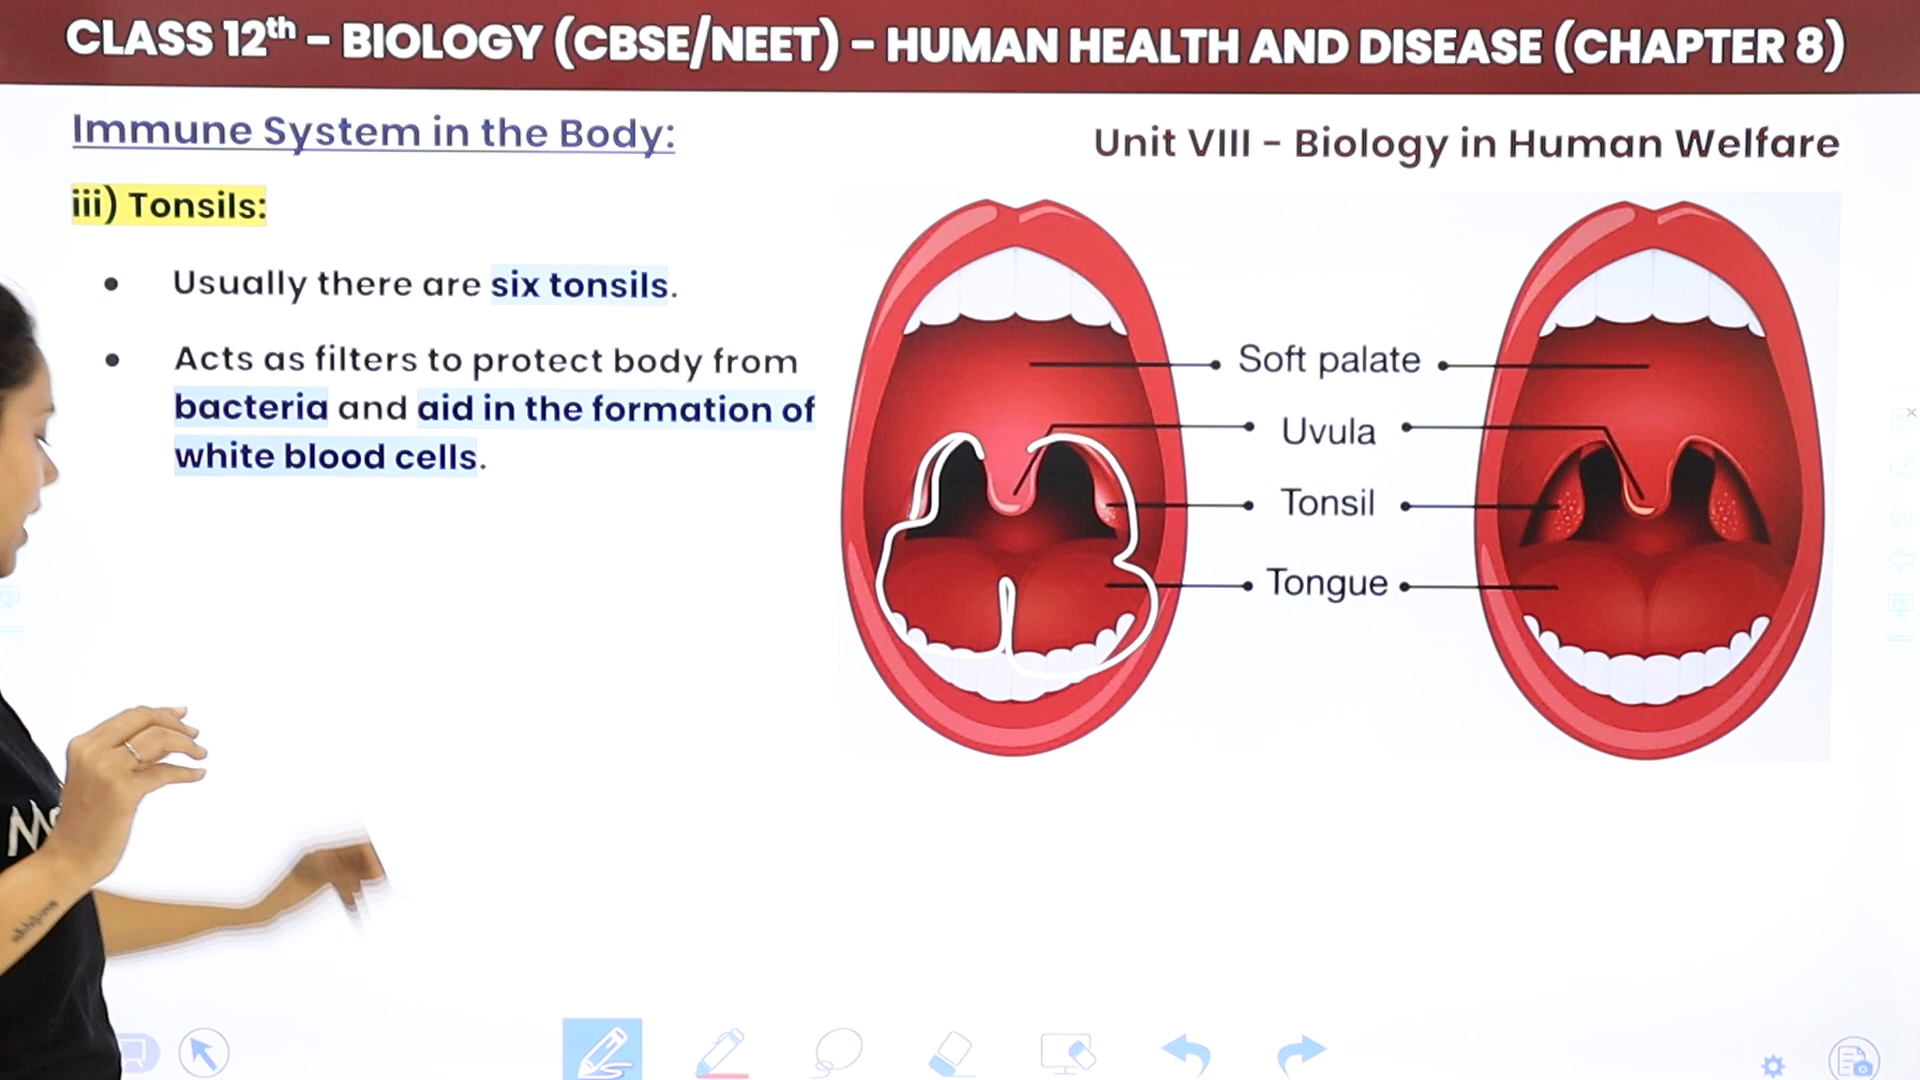 CLASS 12th - BIOLOGY (CBSE/NEET) - HUMAN HEALTH AND DISEASE (CHAPTER 8)
Immune System in the Body:
Unit VIII - Biology in Human Welfare
iii) Tonsils:
• Usually there are six tonsils.
• Acts as filters to protect body from
bacteria and aid in the formation of
white blood cells.
Soft palate
Uvula
Tonsil
Tongue